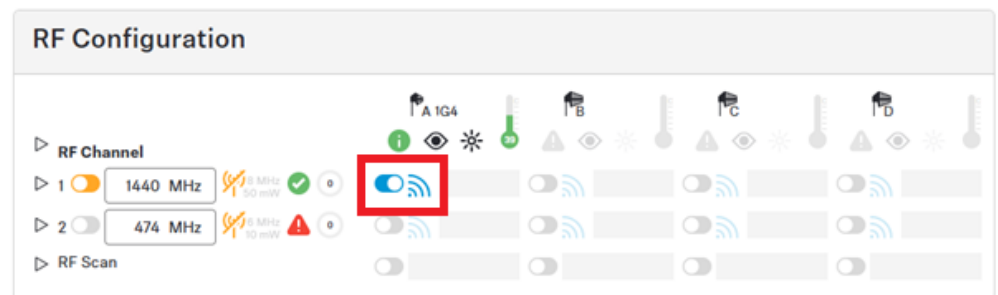 RF Configuration
A 1G4
B
C
D
39
RF Channel
1 1440 MHz 8 MHz 50 mW 0
2 474 MHz 6 MHz 10 mW 0
RF Scan